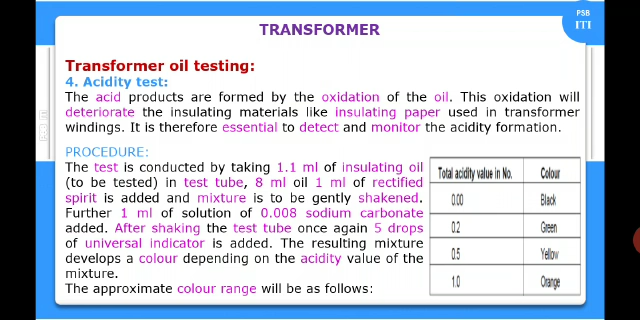 PSB
ITI
TRANSFORMER
Transformer oil testing:
4. Acidity test:
The acid products are formed by the oxidation of the oil. This oxidation will
deteriorate the insulating materials like insulating paper used in transformer
windings. It is therefore essential to detect and monitor the acidity formation.
PROCEDURE:
The test is conducted by taking 1.1 ml of insulating oil
(to be tested) in test tube, 8 ml oil 1 ml of rectified
spirit is added and mixture is to be gently shakened.
Further 1 ml of solution of 0.008 sodium carbonate
added. After shaking the test tube once again 5 drops
of universal indicator is added. The resulting mixture
develops a colour depending on the acidity value of the
mixture.
The approximate colour range will be as follows:
Total acidity value in No. Colour
0.00 Black
0.2 Green
0.5 Yellow
1.0 Orange